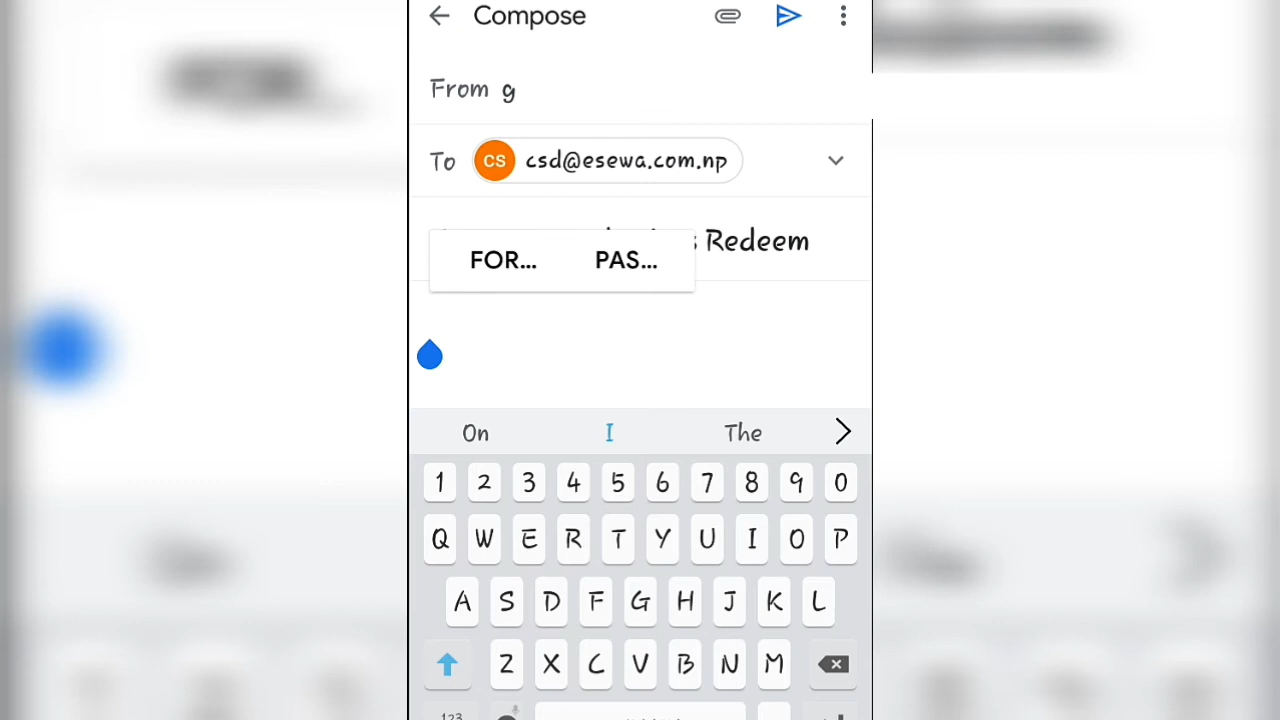 Compose
From g
To CS csd@esewa.com.np
Redeem
FOR... PAS...
On I The
1 2 3 4 5 6 7 8 9 0
Q W E R T Y U I O P
A S D F G H J K L
Z X C V B N M
123